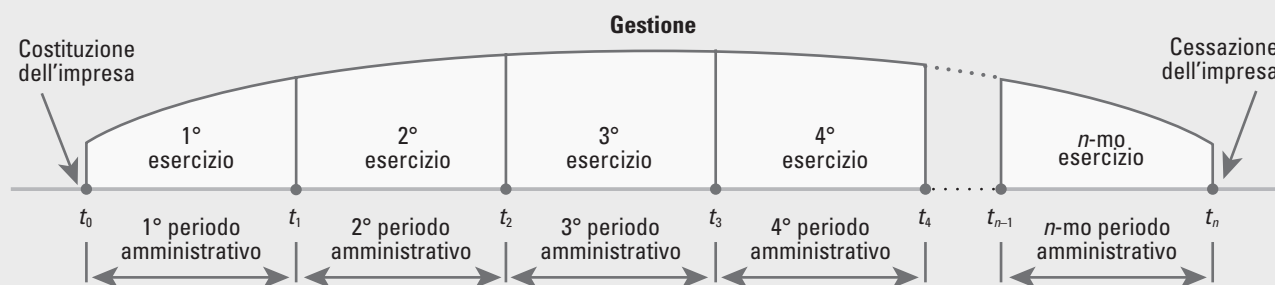 Gestione
Costituzione
dell'impresa
Cessazione
dell'impresa
1°
esercizio
2°
esercizio
3°
esercizio
4°
esercizio
n-mo
esercizio
t0
t1
t2
t3
t4
tn–1
tn
1° periodo
amministrativo
2° periodo
amministrativo
3° periodo
amministrativo
4° periodo
amministrativo
n-mo periodo
amministrativo